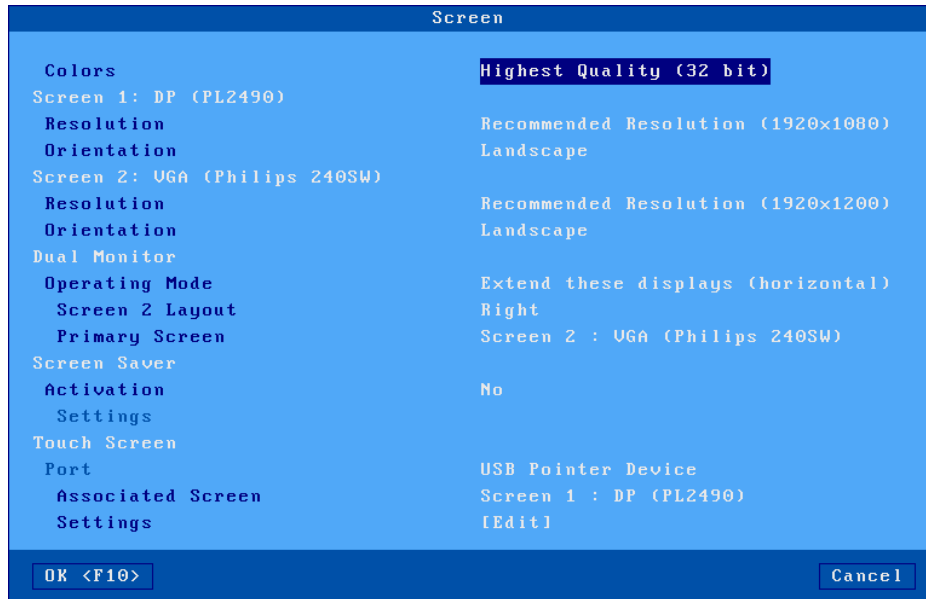 Screen
Colors Highest Quality (32 bit)
Screen 1: DP (PL2490)
Resolution Recommended Resolution (1920x1080)
Orientation Landscape
Screen 2: VGA (Philips 240SW)
Resolution Recommended Resolution (1920x1200)
Orientation Landscape
Dual Monitor
Operating Mode Extend these displays (horizontal)
Screen 2 Layout Right
Primary Screen Screen 2 : VGA (Philips 240SW)
Screen Saver
Activation No
Settings
Touch Screen
Port USB Pointer Device
Associated Screen Screen 1 : DP (PL2490)
Settings [Edit]
OK <F10> Cancel